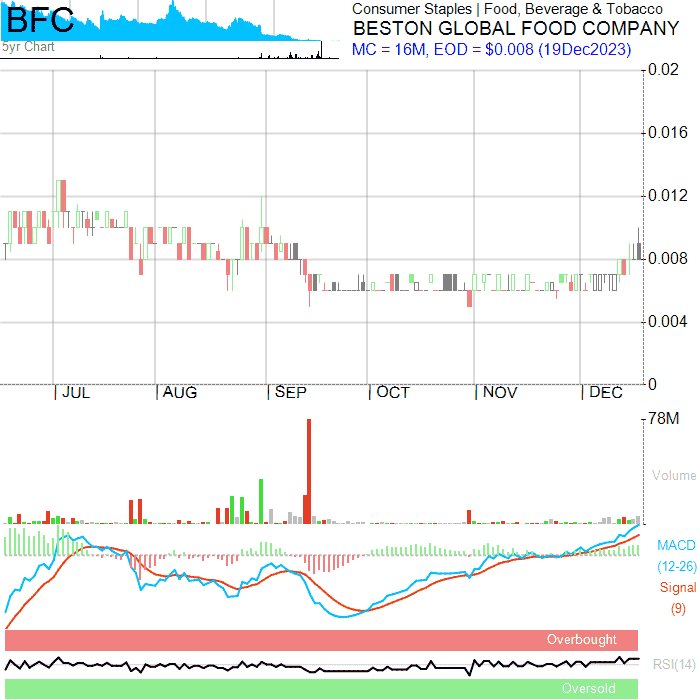 BFC
5yr Chart
Consumer Staples | Food, Beverage & Tobacco
BESTON GLOBAL FOOD COMPANY
MC = 16M, EOD = $0.008 (19Dec2023)
0.02
0.016
0.012
0.008
0.004
0
| JUL | AUG | SEP | OCT | NOV | DEC
78M
Volume
MACD
(12-26)
Signal
(9)
Overbought
RSI(14)
Oversold